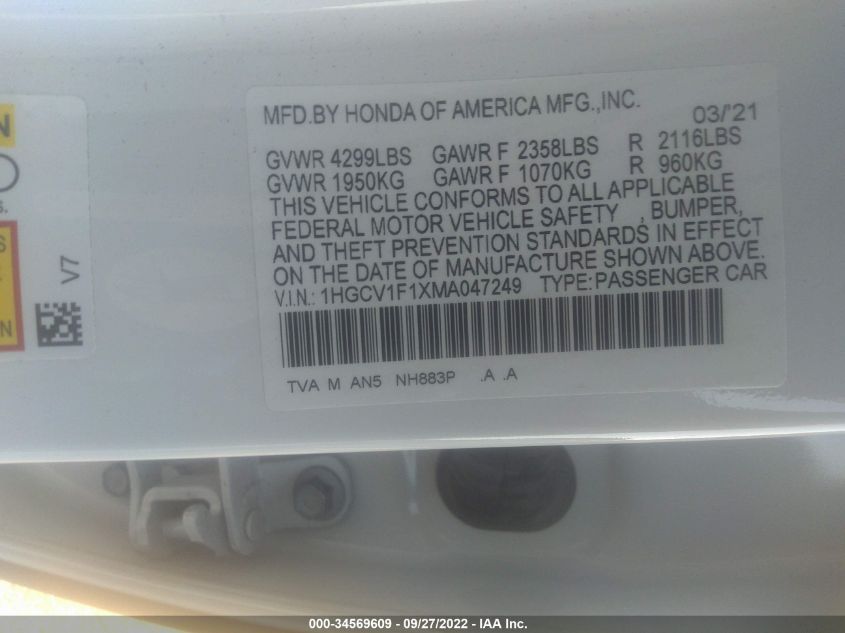 MFD.BY HONDA OF AMERICA MFG.,INC. 03/'21
GVWR 4299LBS GAWR F 2358LBS R 2116LBS
GVWR 1950KG GAWR F 1070KG R 960KG
THIS VEHICLE CONFORMS TO ALL APPLICABLE
FEDERAL MOTOR VEHICLE SAFETY , BUMPER,
AND THEFT PREVENTION STANDARDS IN EFFECT
ON THE DATE OF MANUFACTURE SHOWN ABOVE.
V.I.N.: 1HGCV1F1XMA047249 TYPE:PASSENGER CAR
TVA M AN5 NH883P .A .A
N
S.
S
E
N
V7
000-34569609 - 09/27/2022 - IAA Inc.